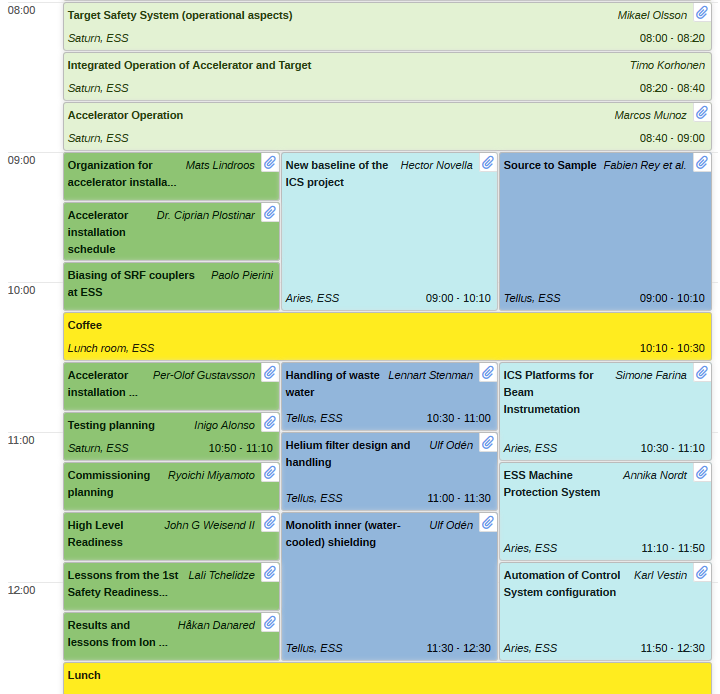 08:00
Target Safety System (operational aspects) Mikael Olsson
Saturn, ESS 08:00 - 08:20
Integrated Operation of Accelerator and Target Timo Korhonen
Saturn, ESS 08:20 - 08:40
Accelerator Operation Marcos Munoz
Saturn, ESS 08:40 - 09:00
09:00
Organization for Mats Lindroos
accelerator installa...
New baseline of the Hector Novella
ICS project
Aries, ESS 09:00 - 10:10
Source to Sample Fabien Rey et al.
Tellus, ESS 09:00 - 10:10
Accelerator Dr. Ciprian Plostinar
installation
schedule
Biasing of SRF couplers Paolo Pierini
at ESS
10:00
Coffee
Lunch room, ESS 10:10 - 10:30
Accelerator Per-Olof Gustavsson
installation ...
Handling of waste Lennart Stenman
water
Tellus, ESS 10:30 - 11:00
ICS Platforms for Simone Farina
Beam
Instrumetation
Aries, ESS 10:30 - 11:10
Testing planning Inigo Alonso
Saturn, ESS 10:50 - 11:10
11:00
Helium filter design and Ulf Odén
handling
Tellus, ESS 11:00 - 11:30
Commissioning Ryoichi Miyamoto
planning
ESS Machine Annika Nordt
Protection System
Aries, ESS 11:10 - 11:50
High Level John G Weisend II
Readiness
Monolith inner (water- Ulf Odén
cooled) shielding
Tellus, ESS 11:30 - 12:30
Lessons from the 1st Lali Tchelidze
Safety Readiness...
Automation of Control Karl Vestin
System configuration
Aries, ESS 11:50 - 12:30
12:00
Results and Håkan Danared
lessons from Ion ...
Lunch